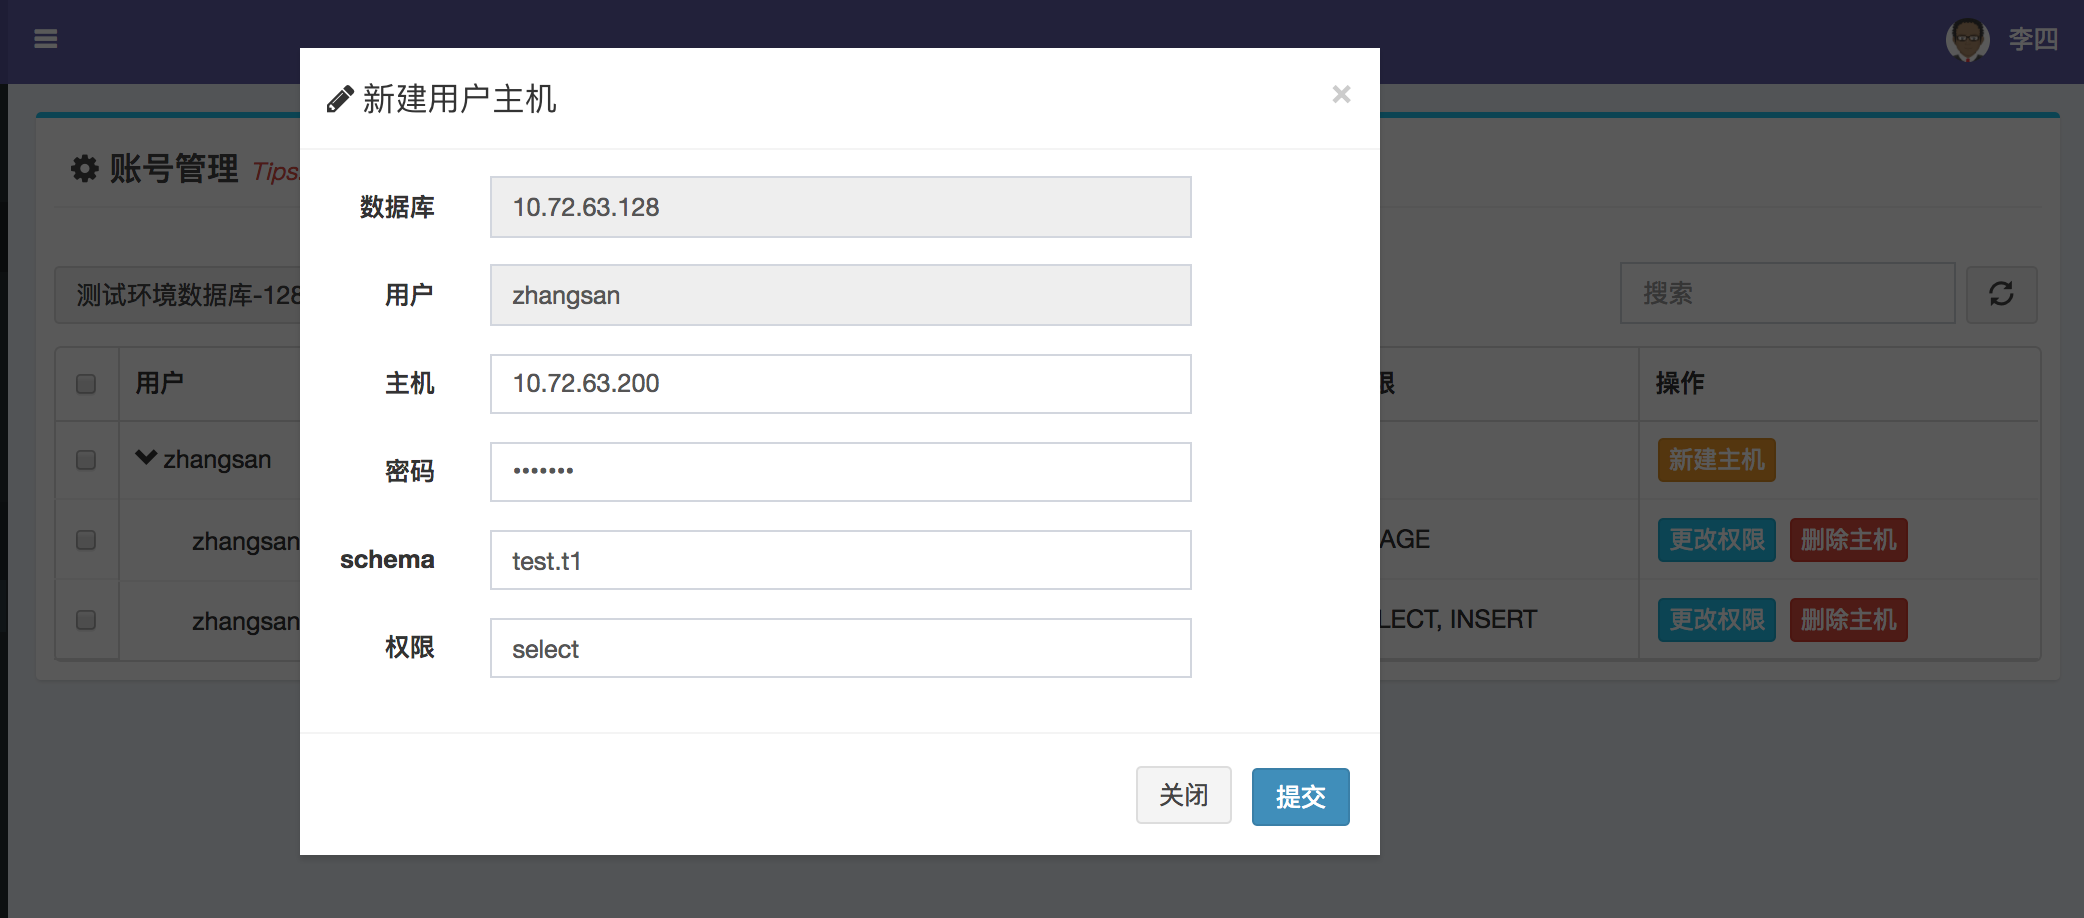 李四
新建用户主机
×
账号管理 Tips:
数据库 10.72.63.128
用户 zhangsan
主机 10.72.63.200
密码 •••••••
schema test.t1
权限 select
关闭 提交
测试环境数据库-128
搜索
用户 限 操作
zhangsan 新建主机
zhangsan AGE 更改权限 删除主机
zhangsan LECT, INSERT 更改权限 删除主机